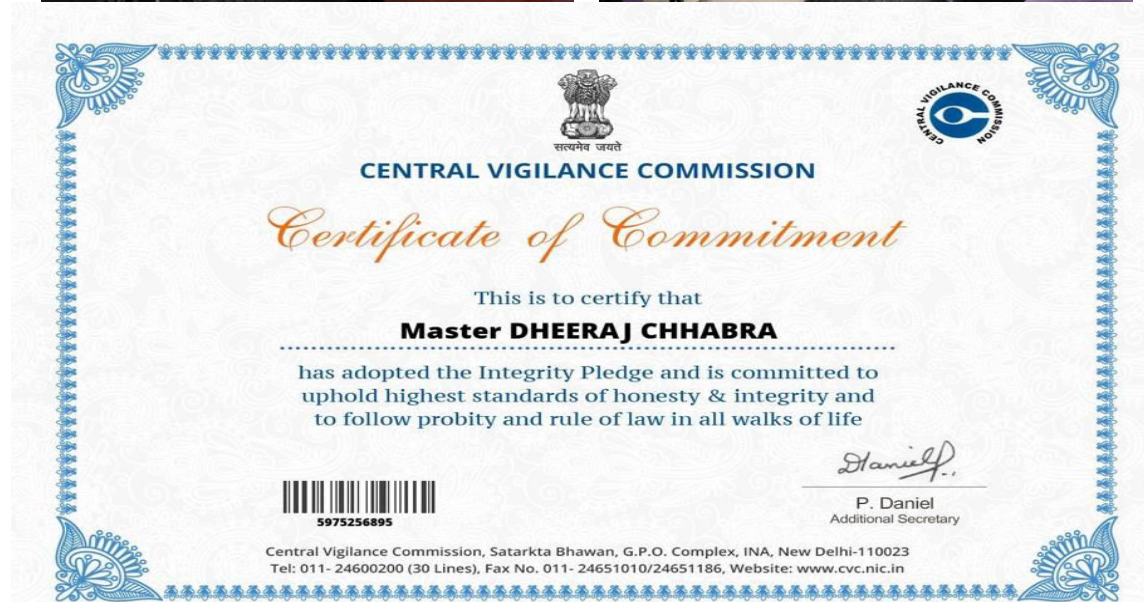 सत्यमेव जयते
CENTRAL VIGILANCE COMMISSION
CENTRAL VIGILANCE COMMISSION
Certificate of Commitment
This is to certify that
Master DHEERAJ CHHABRA
has adopted the Integrity Pledge and is committed to
uphold highest standards of honesty & integrity and
to follow probity and rule of law in all walks of life
DDaniel
P. Daniel
Additional Secretary
5975256895
Central Vigilance Commission, Satarkta Bhawan, G.P.O. Complex, INA, New Delhi-110023
Tel: 011- 24600200 (30 Lines), Fax No. 011- 24651010/24651186, Website: www.cvc.nic.in